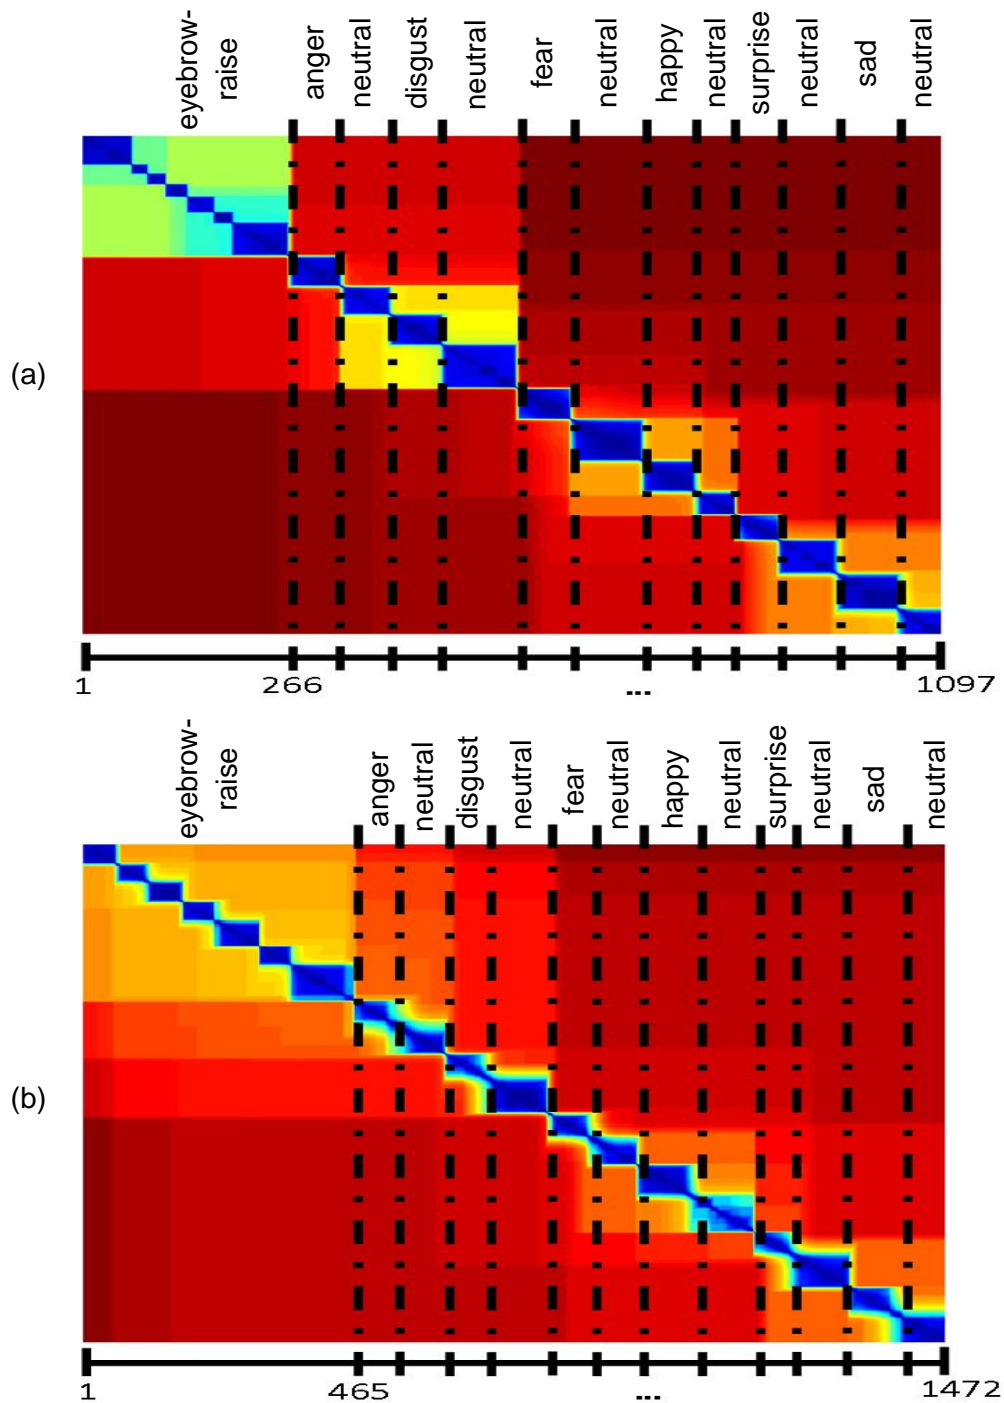 eyebrow-
raise
anger
neutral
disgust
neutral
fear
neutral
happy
neutral
surprise
neutral
sad
neutral
(a)
1
266
...
1097
eyebrow-
raise
anger
neutral
disgust
neutral
fear
neutral
happy
neutral
surprise
neutral
sad
neutral
(b)
1
465
...
1472